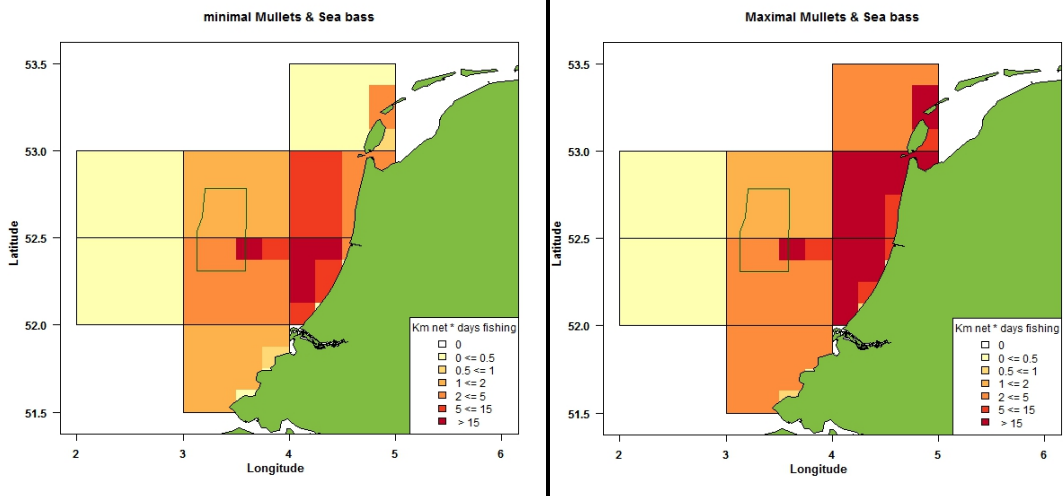 minimal Mullets & Sea bass
53.5
53.0
52.5
52.0
51.5
Latitude
2 3 4 5 6
Longitude
Km net * days fishing
0
0 <= 0.5
0.5 <= 1
1 <= 2
2 <= 5
5 <= 15
> 15
Maximal Mullets & Sea bass
53.5
53.0
52.5
52.0
51.5
Latitude
2 3 4 5 6
Longitude
Km net * days fishing
0
0 <= 0.5
0.5 <= 1
1 <= 2
2 <= 5
5 <= 15
> 15